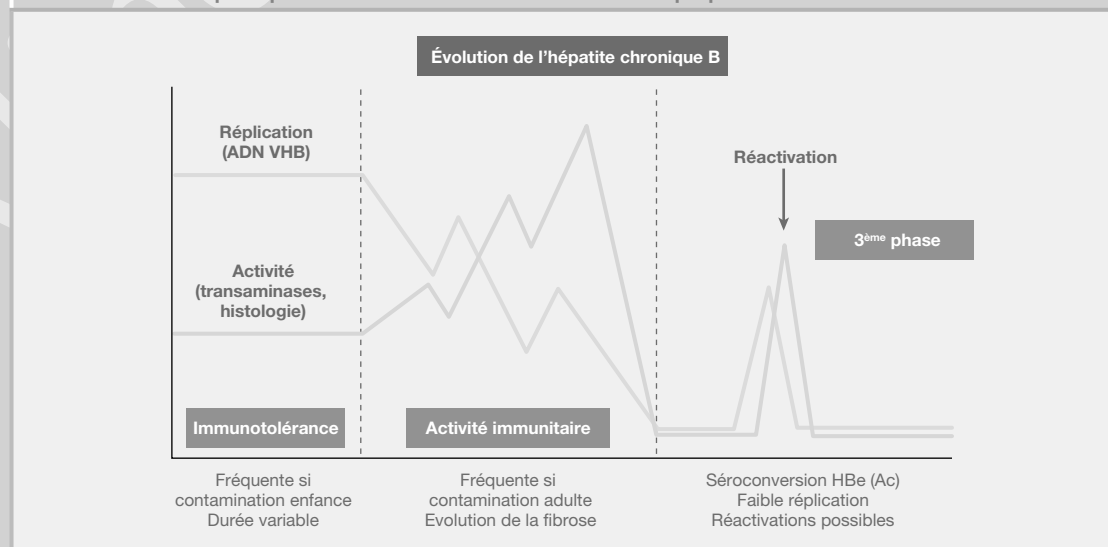 Évolution de l'hépatite chronique B
Réplication
(ADN VHB)
Réactivation
3ème phase
Activité
(transaminases,
histologie)
Immunotolérance
Activité immunitaire
Fréquente si
contamination enfance
Durée variable
Fréquente si
contamination adulte
Evolution de la fibrose
Séroconversion HBe (Ac)
Faible réplication
Réactivations possibles